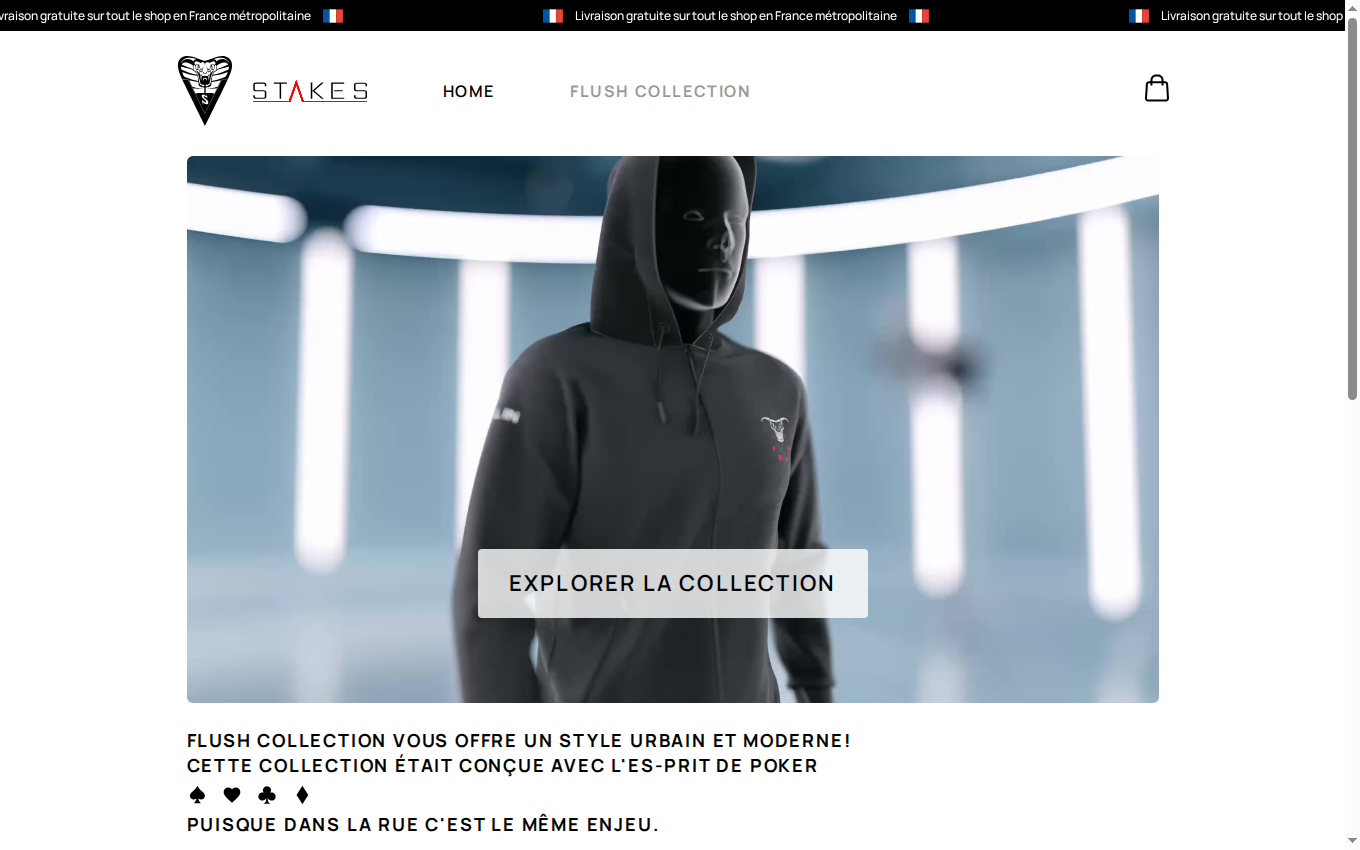 vraison gratuite sur tout le shop en France métropolitaine Livraison gratuite sur tout le shop en France métropolitaine Livraison gratuite sur tout le shop
STAKES HOME FLUSH COLLECTION
EXPLORER LA COLLECTION
FLUSH COLLECTION VOUS OFFRE UN STYLE URBAIN ET MODERNE!
CETTE COLLECTION ÉTAIT CONÇUE AVEC L'ES-PRIT DE POKER
♠ ♥ ♣ ♦
PUISQUE DANS LA RUE C'EST LE MÊME ENJEU.